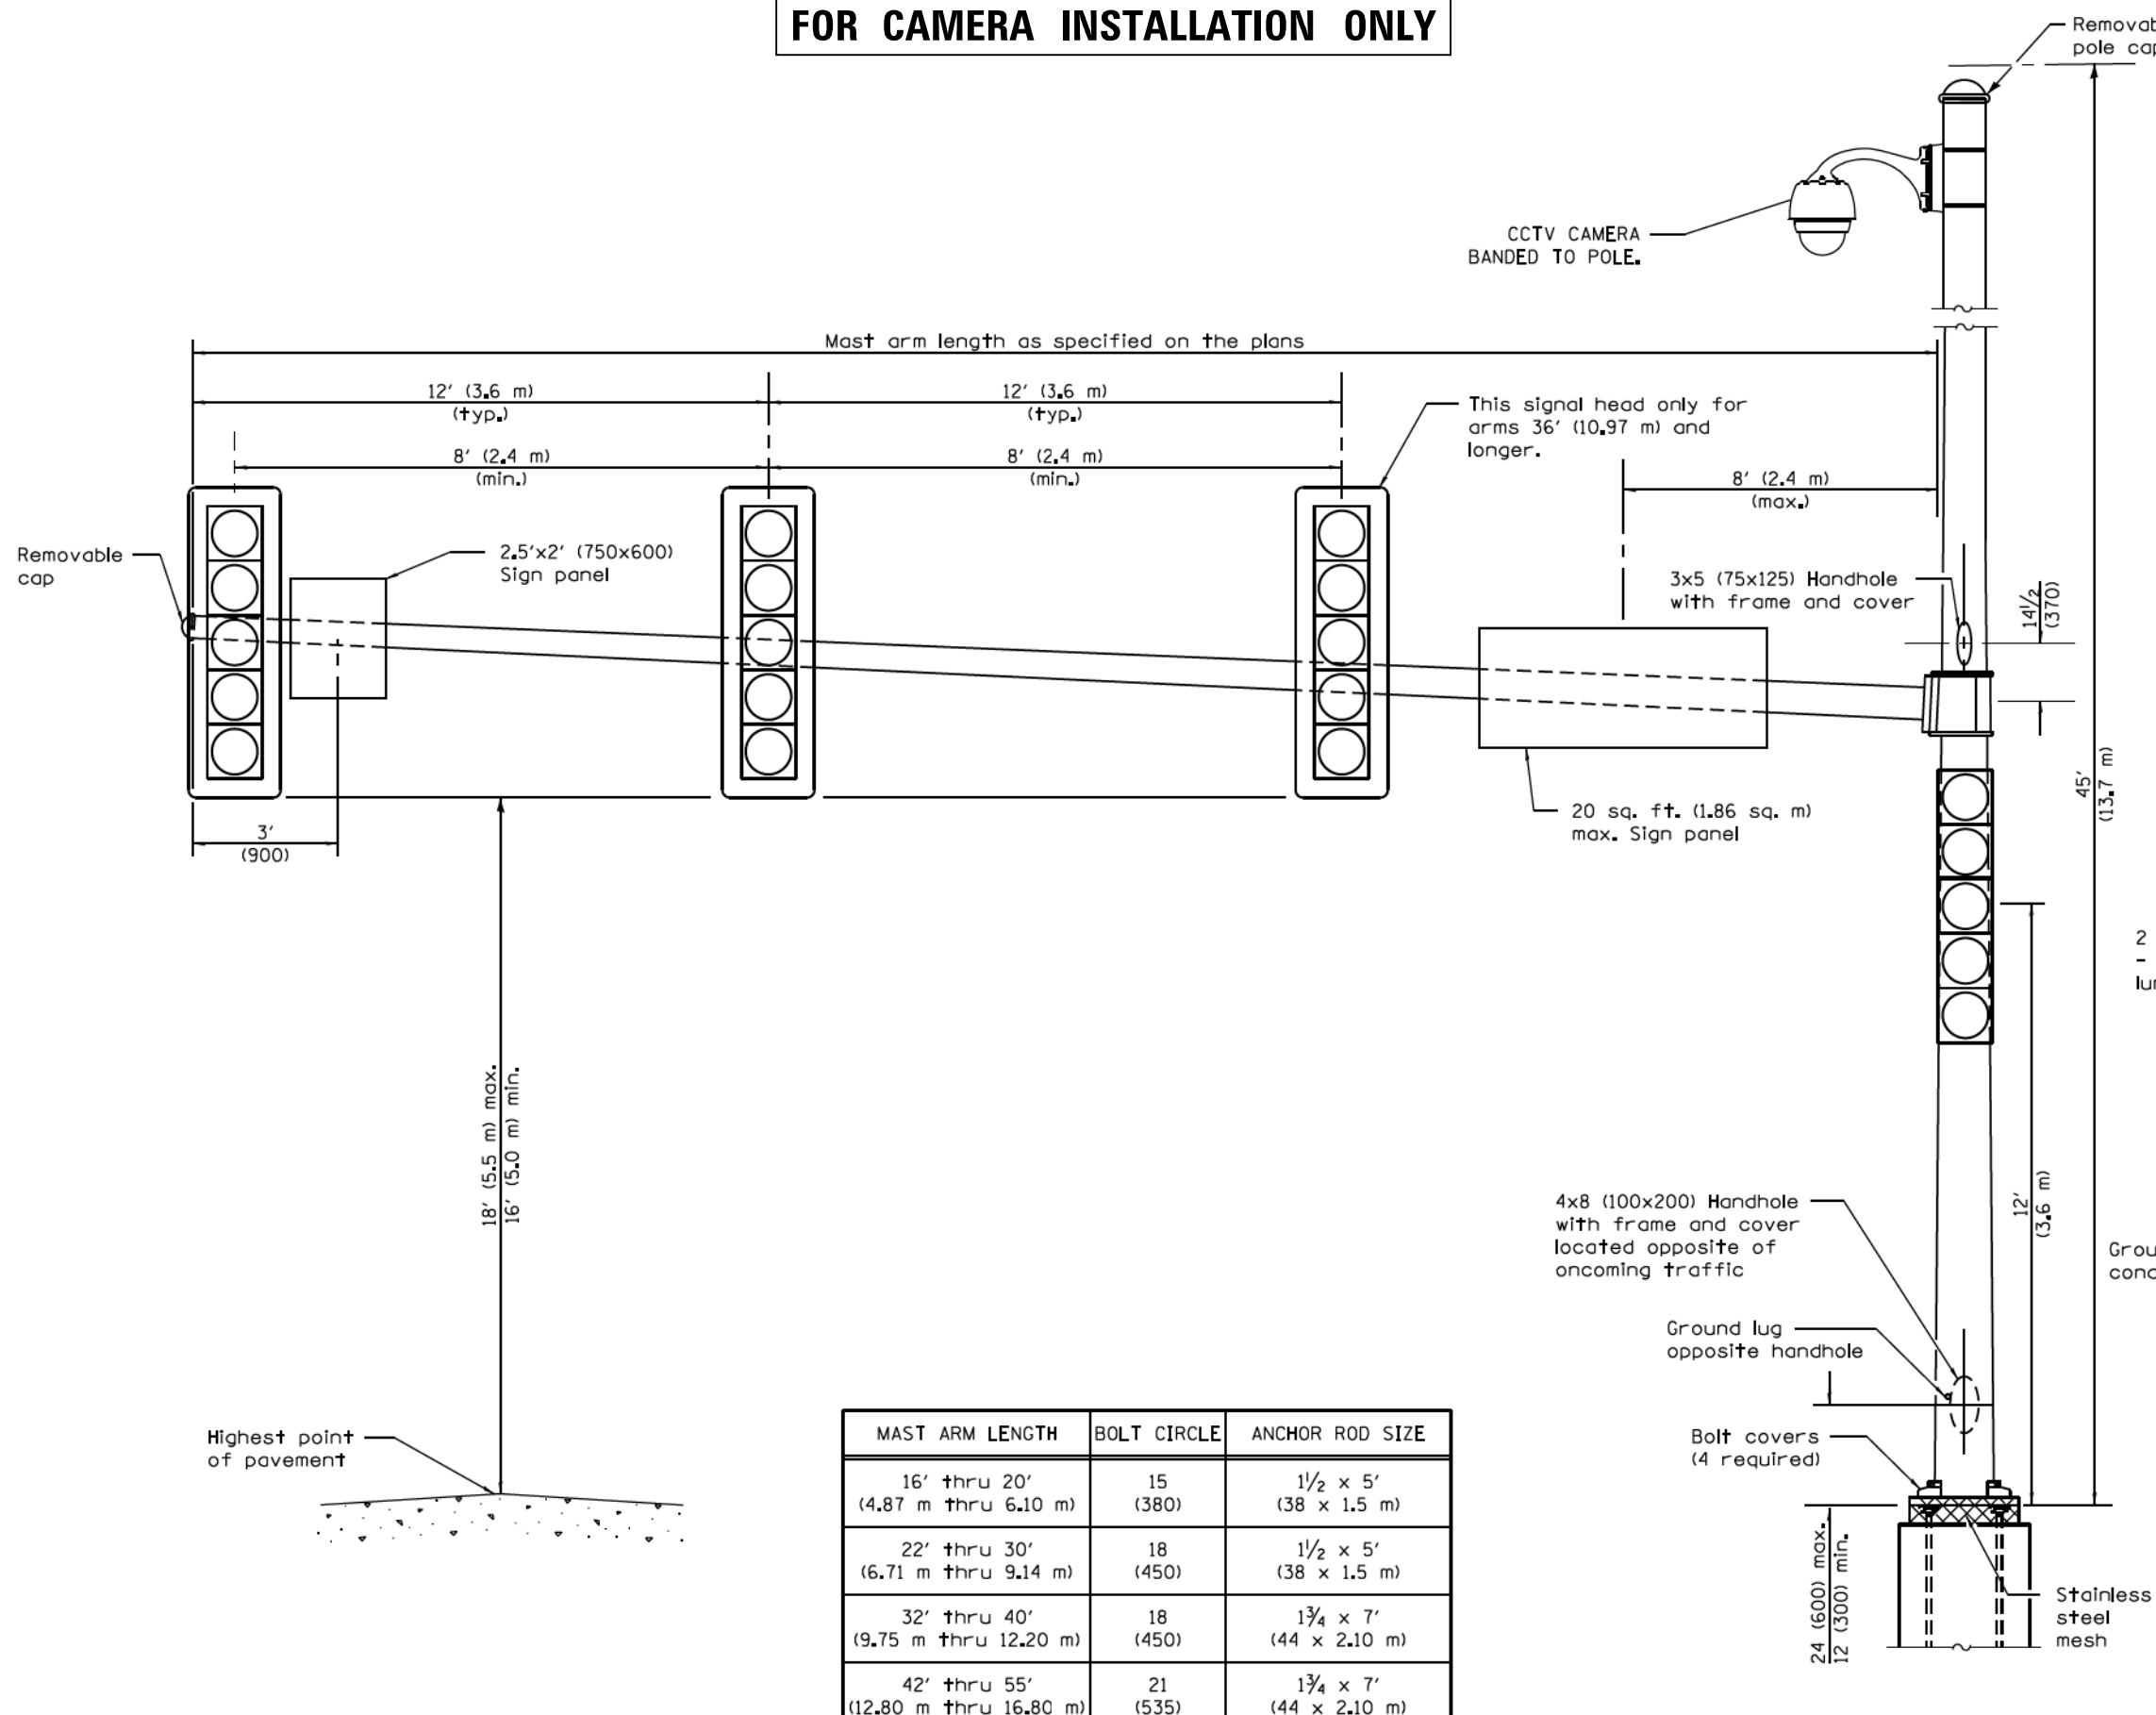 FOR CAMERA INSTALLATION ONLY
pole
CCTV CAMERA
BANDED TO POLE.
Mast arm length as specified on the plans
12' (3.6 m)
(typ.)
12' (3.6 m)
(typ.)
8' (2.4 m)
(min.)
8' (2.4 m)
(min.)
This signal head only for
arms 36' (10.97 m) and
longer.
8' (2.4 m)
(max.)
Removable
cap
2.5'x2' (750x600)
Sign panel
3x5 (75x125) Handhole
with frame and cover
14½
(370)
45'
(13.7 m)
20 sq. ft. (1.86 sq. m)
max. Sign panel
3'
(900)
2
-
18' (5.5 m) max.
16' (5.0 m) min.
12'
(3.6 m)
4x8 (100x200) Handhole
with frame and cover
located opposite of
oncoming traffic
Ground lug
opposite handhole
Bolt covers
(4 required)
Highest point
of pavement
MAST ARM LENGTH BOLT CIRCLE ANCHOR ROD SIZE
16' thru 20' 15 1½ x 5'
(4.87 m thru 6.10 m) (380) (38 x 1.5 m)
22' thru 30' 18 1½ x 5'
(6.71 m thru 9.14 m) (450) (38 x 1.5 m)
32' thru 40' 18 1¾ x 7'
(9.75 m thru 12.20 m) (450) (44 x 2.10 m)
42' thru 55' 21 1¾ x 7'
(12.80 m thru 16.80 m) (535) (44 x 2.10 m)
24 (600) max.
12 (300) min.
Stainless
steel
mesh